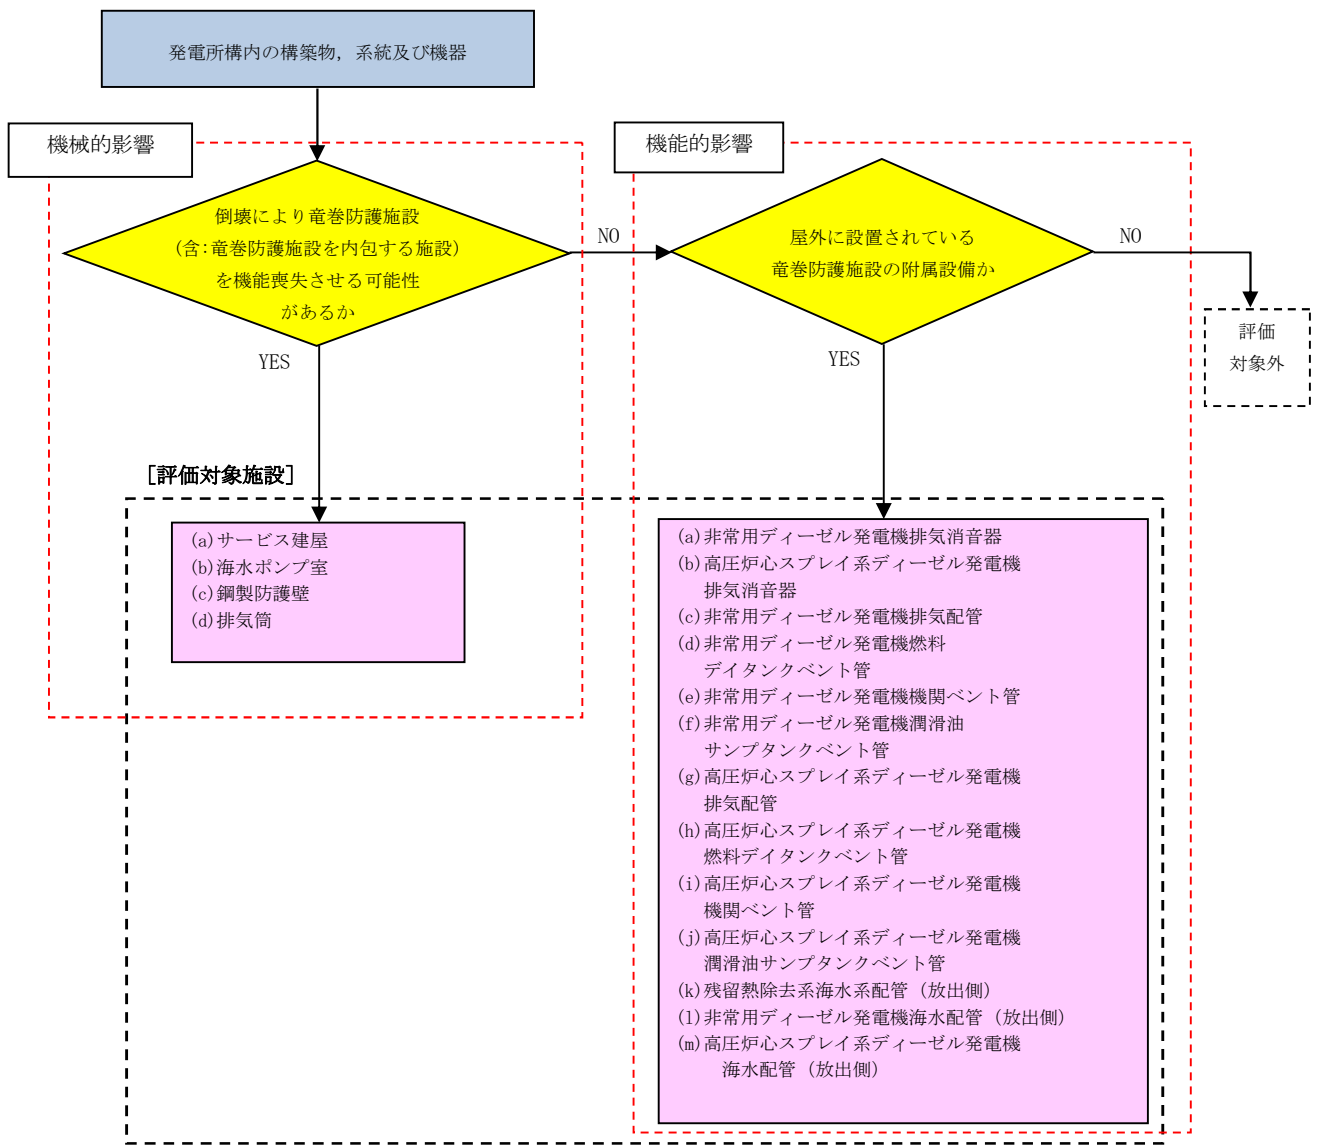 発電所構内の構築物，系統及び機器
機械的影響
倒壊により竜巻防護施設
(含:竜巻防護施設を内包する施設)
を機能喪失させる可能性
があるか
NO
YES
機能的影響
屋外に設置されている
竜巻防護施設の附属設備か
NO
YES
評価
対象外
[評価対象施設]
(a)サービス建屋
(b)海水ポンプ室
(c)鋼製防護壁
(d)排気筒
(a)非常用ディーゼル発電機排気消音器
(b)高圧炉心スプレイ系ディーゼル発電機
排気消音器
(c)非常用ディーゼル発電機排気配管
(d)非常用ディーゼル発電機燃料
デイタンクベント管
(e)非常用ディーゼル発電機機関ベント管
(f)非常用ディーゼル発電機潤滑油
サンプタンクベント管
(g)高圧炉心スプレイ系ディーゼル発電機
排気配管
(h)高圧炉心スプレイ系ディーゼル発電機
燃料デイタンクベント管
(i)高圧炉心スプレイ系ディーゼル発電機
機関ベント管
(j)高圧炉心スプレイ系ディーゼル発電機
潤滑油サンプタンクベント管
(k)残留熱除去系海水系配管（放出側）
(l)非常用ディーゼル発電機海水配管（放出側）
(m)高圧炉心スプレイ系ディーゼル発電機
海水配管（放出側）